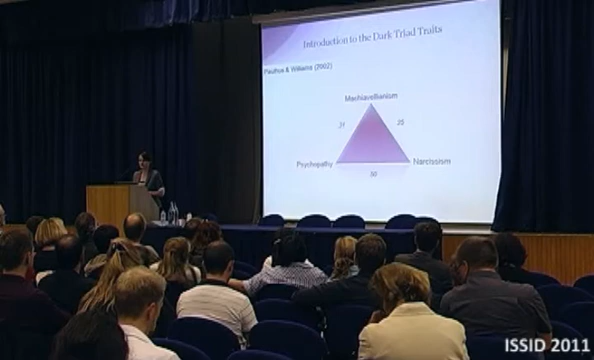 Introduction to the Dark Triad Traits
Paulhus & Williams (2002)
Machiavellianism
.31 .25
Psychopathy Narcissism
.50
ISSID 2011